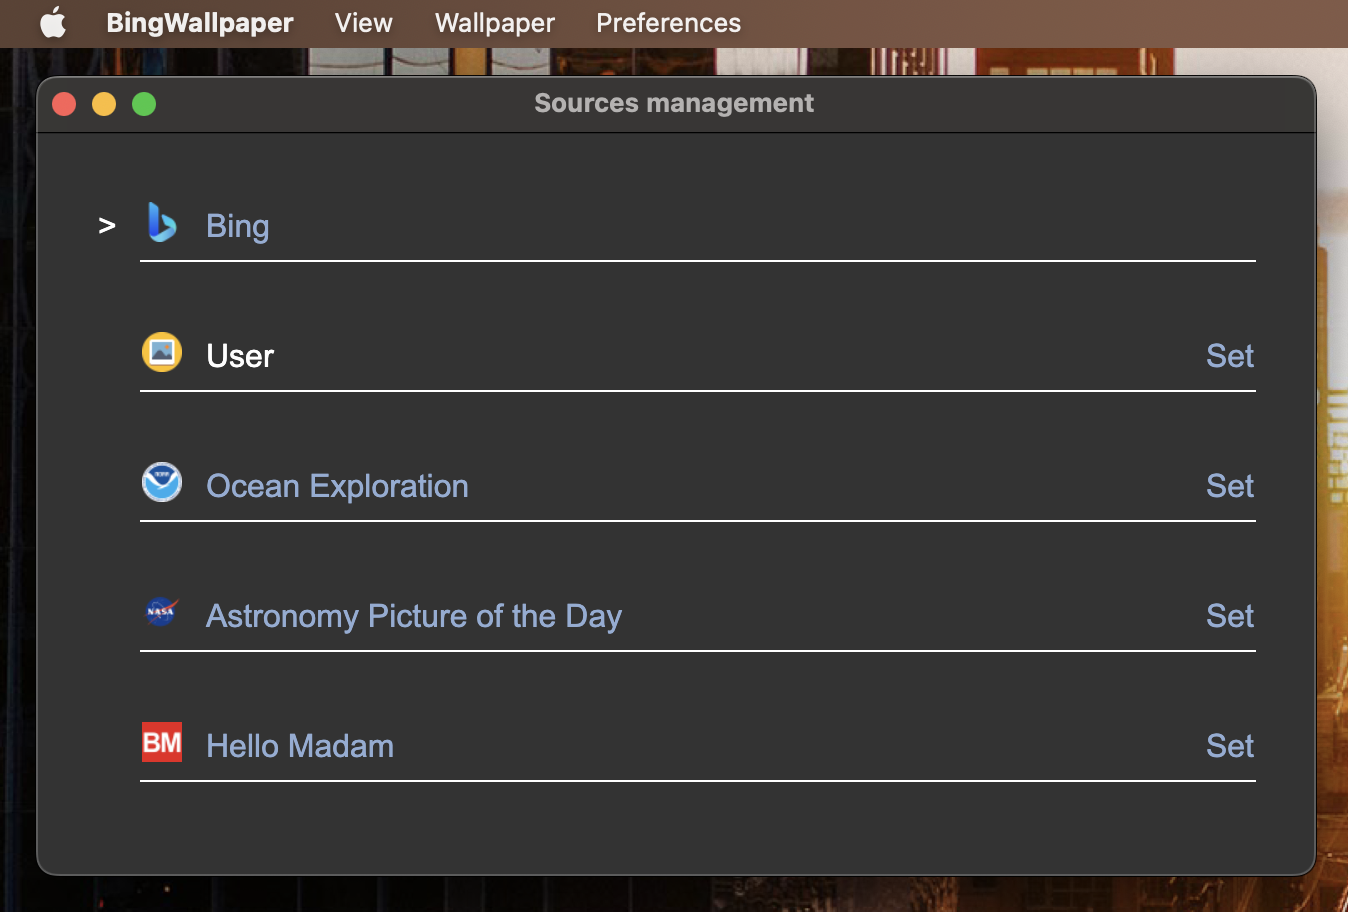 BingWallpaper View Wallpaper Preferences
Sources management
> Bing
User Set
NOAA
Ocean Exploration Set
NASA
Astronomy Picture of the Day Set
BM
Hello Madam Set